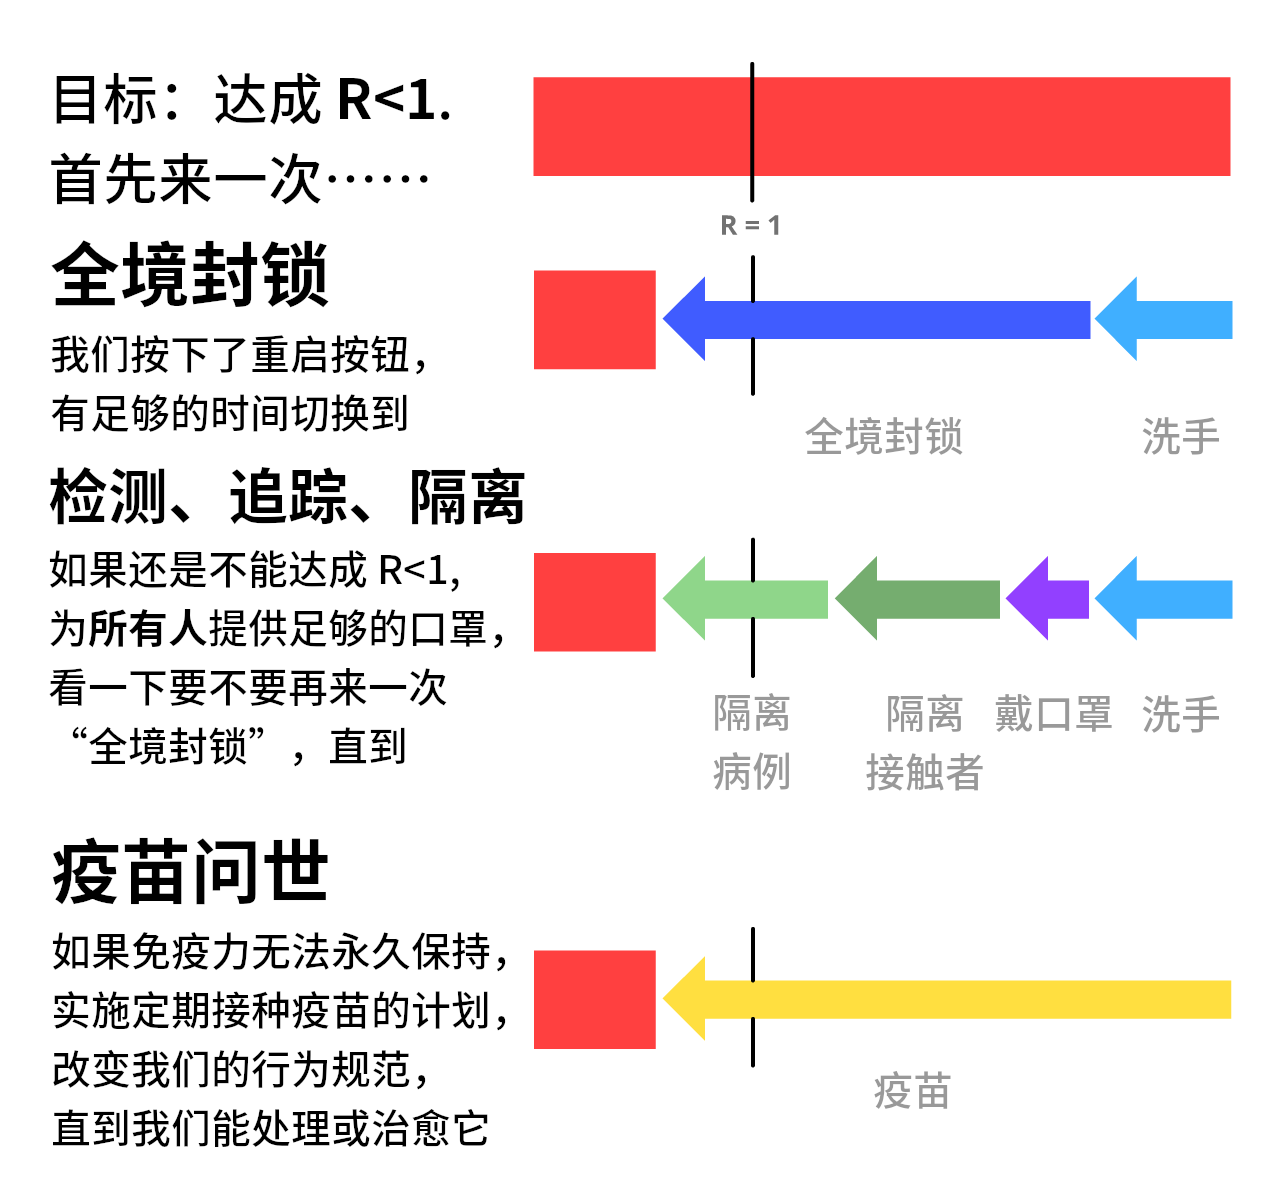 目标：达成 R<1.
首先来一次……
R = 1
全境封锁
我们按下了重启按钮，
有足够的时间切换到
全境封锁
洗手
检测、追踪、隔离
如果还是不能达成 R<1,
为所有人提供足够的口罩，
看一下要不要再来一次
“全境封锁”，直到
隔离
病例
隔离
接触者
戴口罩
洗手
疫苗问世
如果免疫力无法永久保持，
实施定期接种疫苗的计划，
改变我们的行为规范，
直到我们能处理或治愈它
疫苗